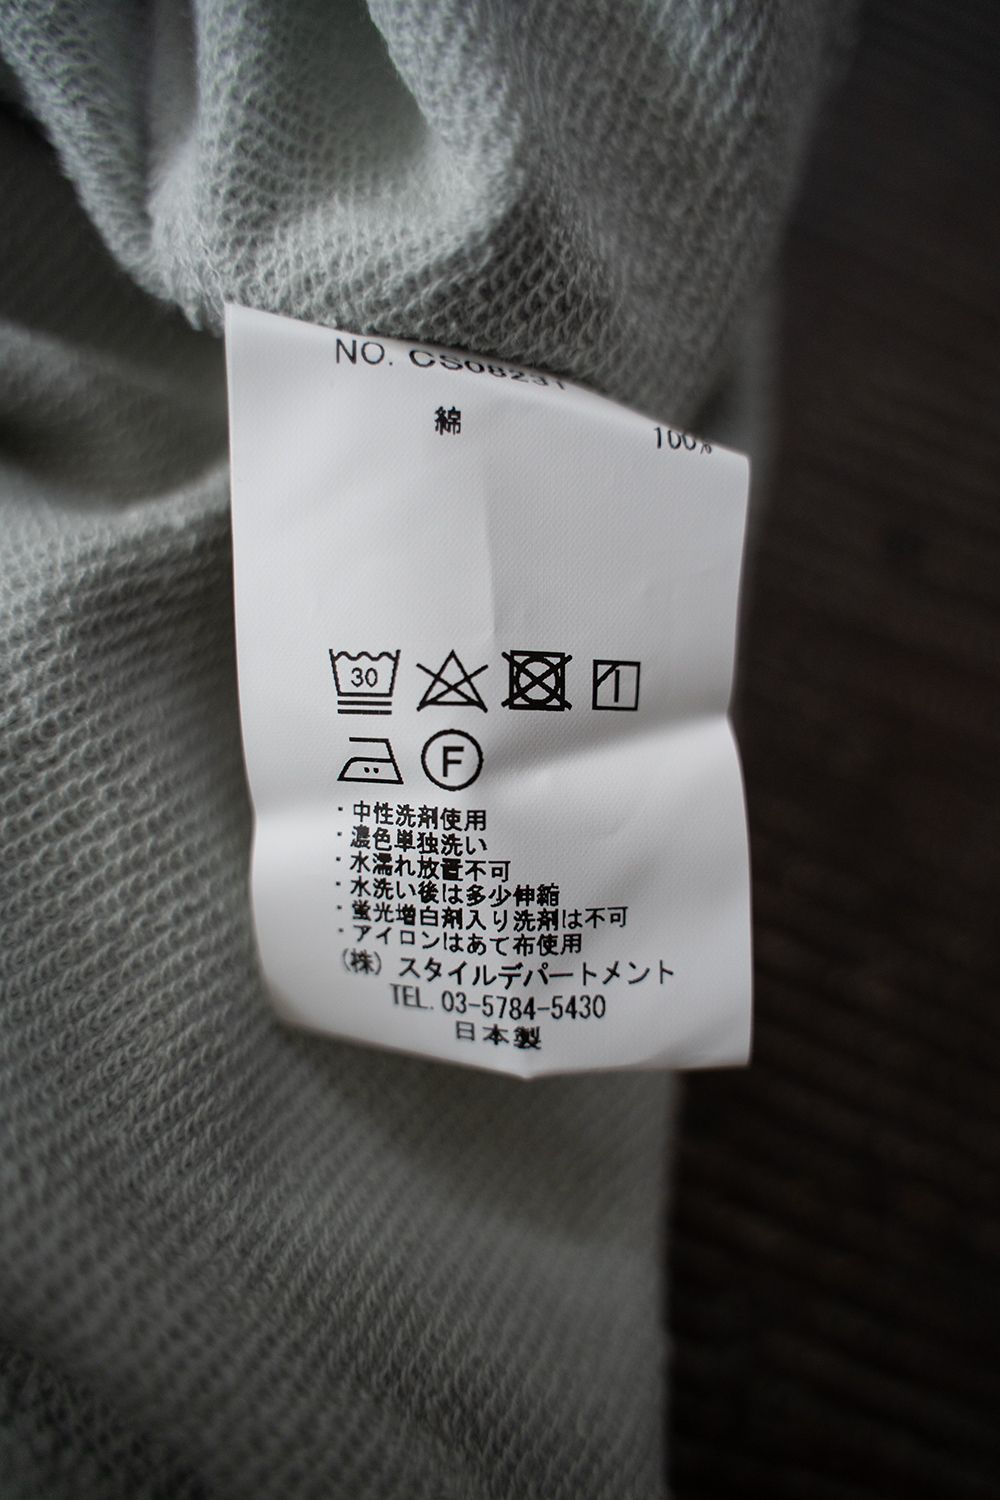 NO. CS08231
綿 100%
30
F
・中性洗剤使用
・濃色単独洗い
・水濡れ放置不可
・水洗い後は多少伸縮
・蛍光増白剤入り洗剤は不可
・アイロンはあて布使用
(株) スタイルデパートメント
TEL. 03-5784-5430
日本製